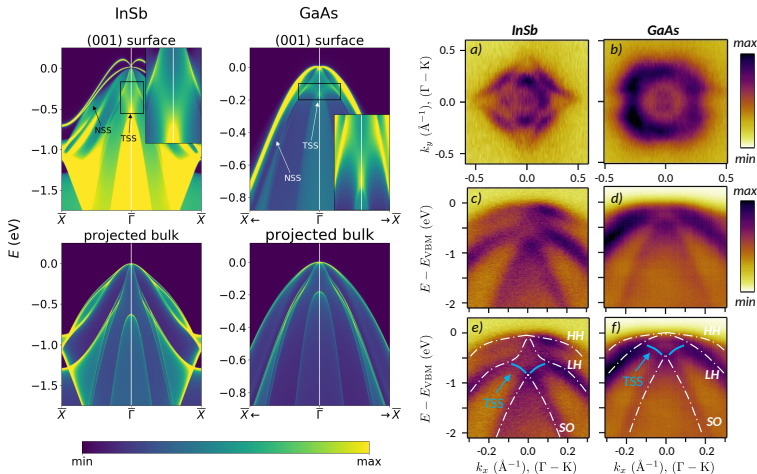 InSb
GaAs
(001) surface
(001) surface
0.0
−0.5
−1.0
−1.5
NSS
TSS
X̅
Γ̅
X̅
0.0
−0.2
−0.4
−0.6
−0.8
TSS
NSS
X̅ ←
Γ̅
→ X̅
E (eV)
projected bulk
projected bulk
0.0
−0.5
−1.0
−1.5
X̅
Γ̅
X̅
0.0
−0.2
−0.4
−0.6
−0.8
X̅ ←
Γ̅
→ X̅
min
max
InSb
GaAs
a)
b)
0.5
0.0
-0.5
k_y (Å⁻¹), (Γ − K)
-0.5
0.0
0.5
-0.5
0.0
0.5
max
min
c)
d)
0
-1
-2
E − E_VBM (eV)
max
min
e)
f)
HH
LH
SO
TSS
HH
LH
SO
TSS
0
-1
-2
E − E_VBM (eV)
-0.2
0.0
0.2
-0.2
0.0
0.2
k_x (Å⁻¹), (Γ − K)
k_x (Å⁻¹), (Γ − K)